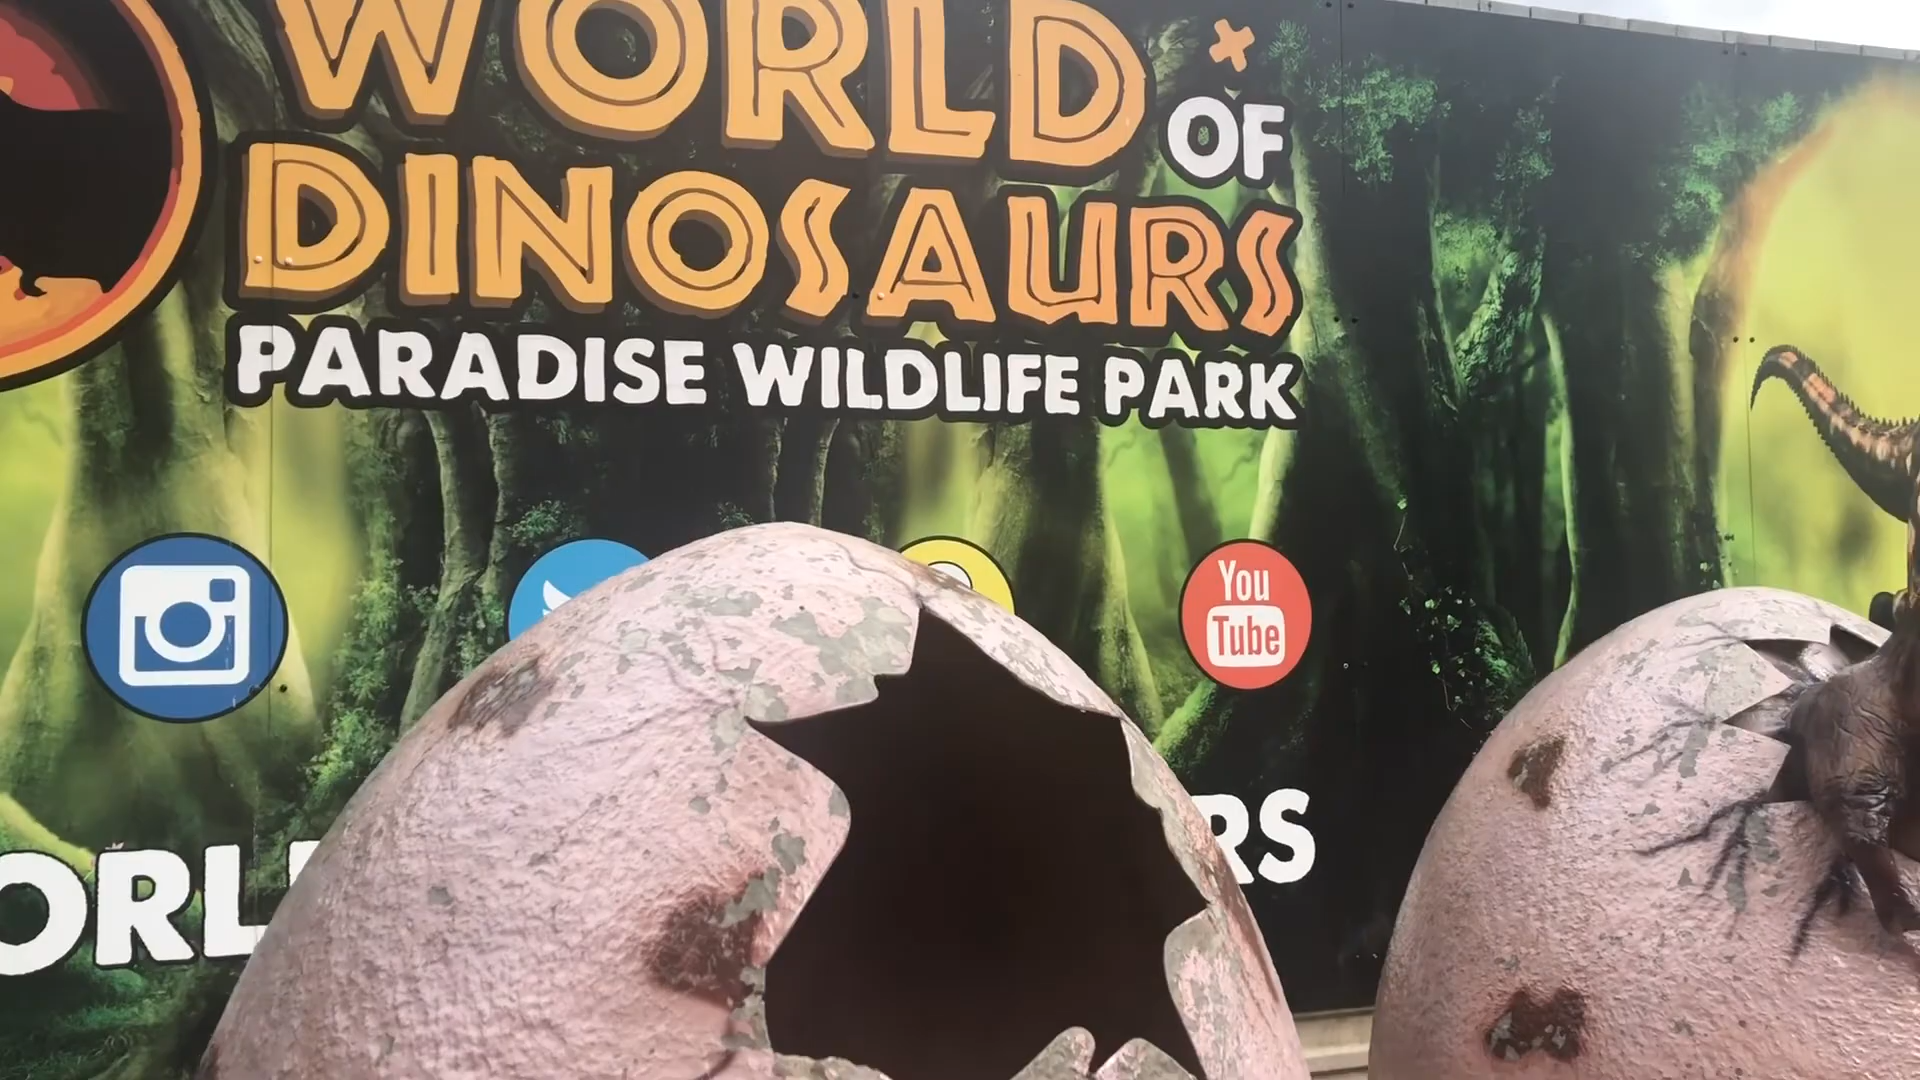 WORLD OF
DINOSAURS
PARADISE WILDLIFE PARK
You
Tube